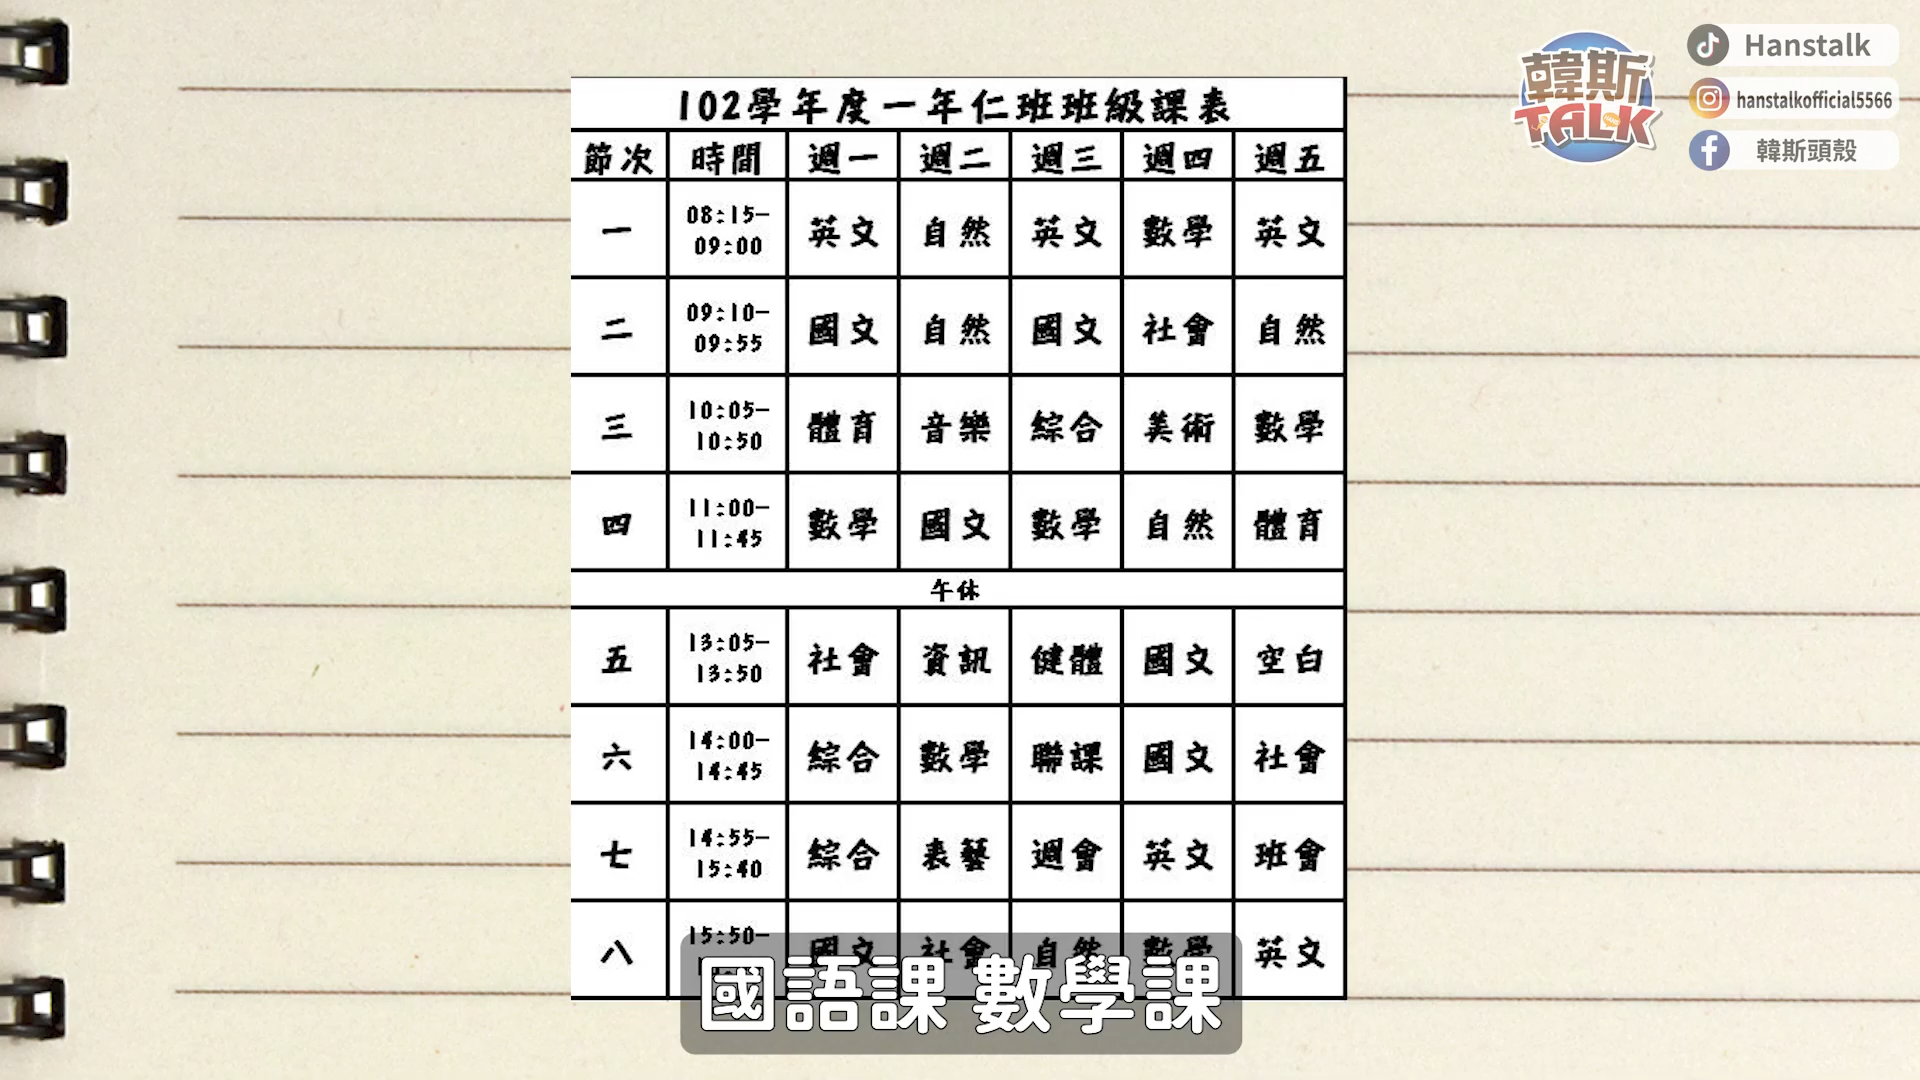 102學年度一年仁班班級課表
節次 時間 週一 週二 週三 週四 週五
一 08:15-09:00 英文 自然 英文 數學 英文
二 09:10-09:55 國文 自然 國文 社會 自然
三 10:05-10:50 體育 音樂 綜合 美術 數學
四 11:00-11:45 數學 國文 數學 自然 體育
午休
五 13:05-13:50 社會 資訊 健體 國文 空白
六 14:00-14:45 綜合 數學 聯課 國文 社會
七 14:55-15:40 綜合 表藝 週會 英文 班會
八 15:50- 國文 社會 自然 數學 英文
國語課 數學課
韓斯
TALK
Hanstalk
hanstalkofficial5566
韓斯頭殼